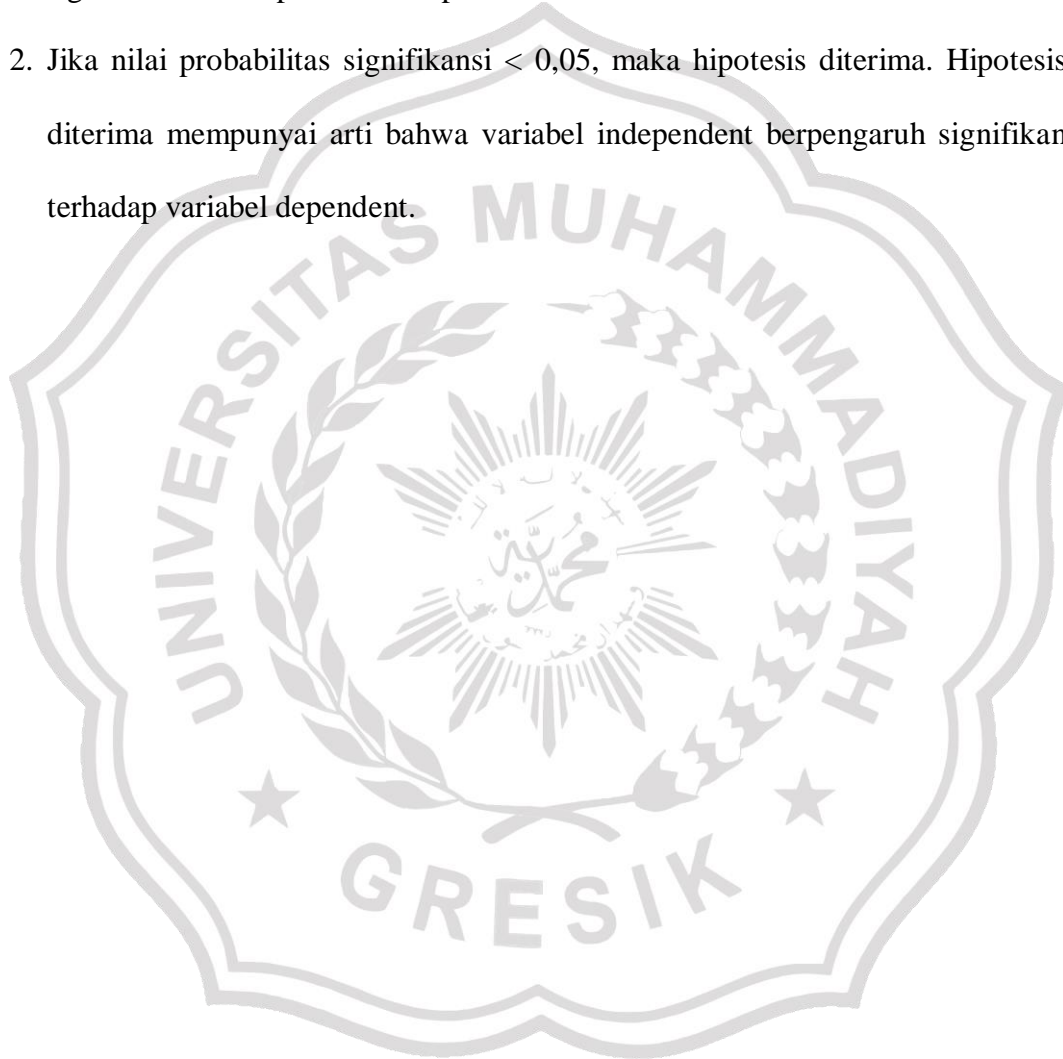 2. Jika nilai probabilitas signifikansi < 0,05, maka hipotesis diterima. Hipotesis
diterima mempunyai arti bahwa variabel independent berpengaruh signifikan
terhadap variabel dependent.
UNIVERSITAS MUHAMMADIYAH
محمدية
GRESIK